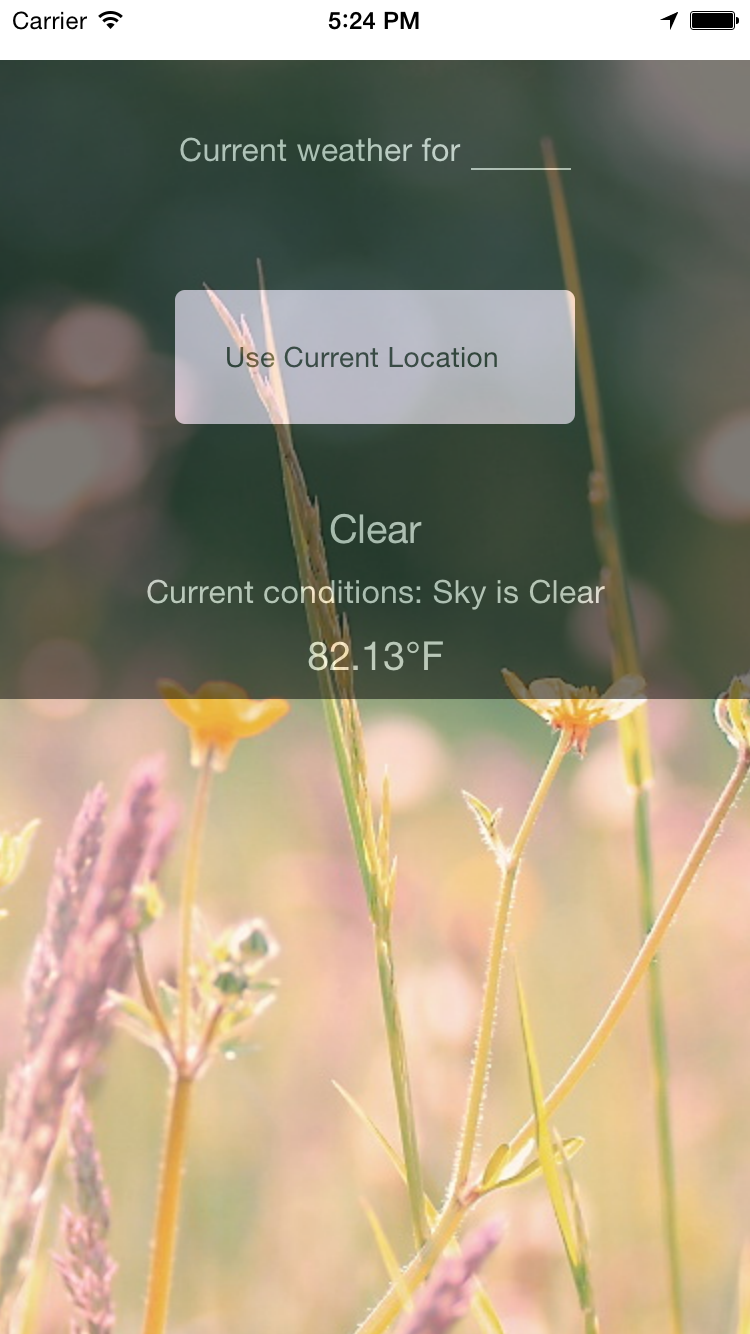 Carrier 5:24 PM
Current weather for
Use Current Location
Clear
Current conditions: Sky is Clear
82.13°F